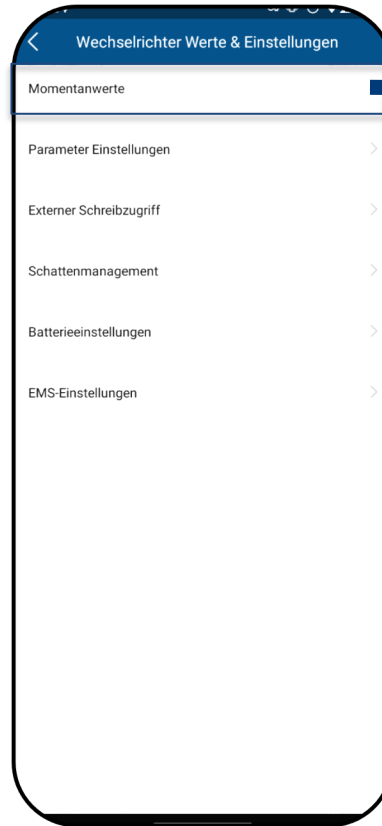 Wechselrichter Werte & Einstellungen
Momentanwerte
Parameter Einstellungen
Externer Schreibzugriff
Schattenmanagement
Batterieeinstellungen
EMS-Einstellungen